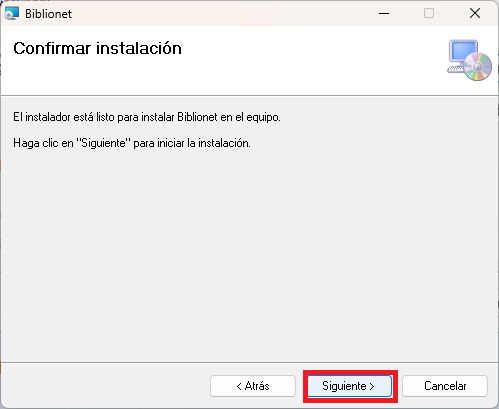 Biblionet
Confirmar instalación
El instalador está listo para instalar Biblionet en el equipo.
Haga clic en "Siguiente" para iniciar la instalación.
< Atrás
Siguiente >
Cancelar